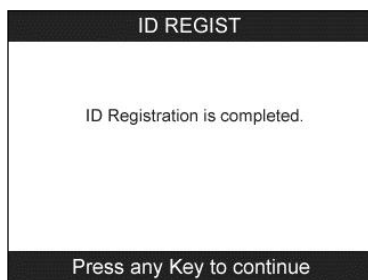 ID REGIST
ID Registration is completed.
Press any Key to continue